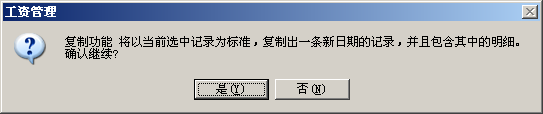 工资管理
复制功能 将以当前选中记录为标准，复制出一条新日期的记录，并且包含其中的明细。
确认继续?
是(Y) 否(N)